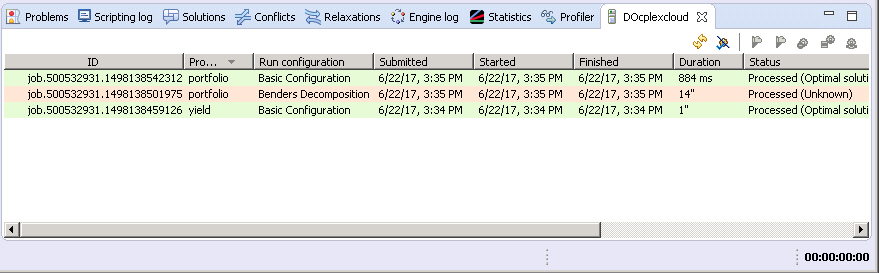 Problems Scripting log Solutions Conflicts Relaxations Engine log Statistics Profiler DOcplexcloud
ID Pro... Run configuration Submitted Started Finished Duration Status
job.500532931.1498138542312 portfolio Basic Configuration 6/22/17, 3:35 PM 6/22/17, 3:35 PM 6/22/17, 3:35 PM 884 ms Processed (Optimal soluti
job.500532931.1498138501975 portfolio Benders Decomposition 6/22/17, 3:35 PM 6/22/17, 3:35 PM 6/22/17, 3:35 PM 14" Processed (Unknown)
job.500532931.1498138459126 yield Basic Configuration 6/22/17, 3:34 PM 6/22/17, 3:34 PM 6/22/17, 3:34 PM 1" Processed (Optimal soluti
00:00:00:00